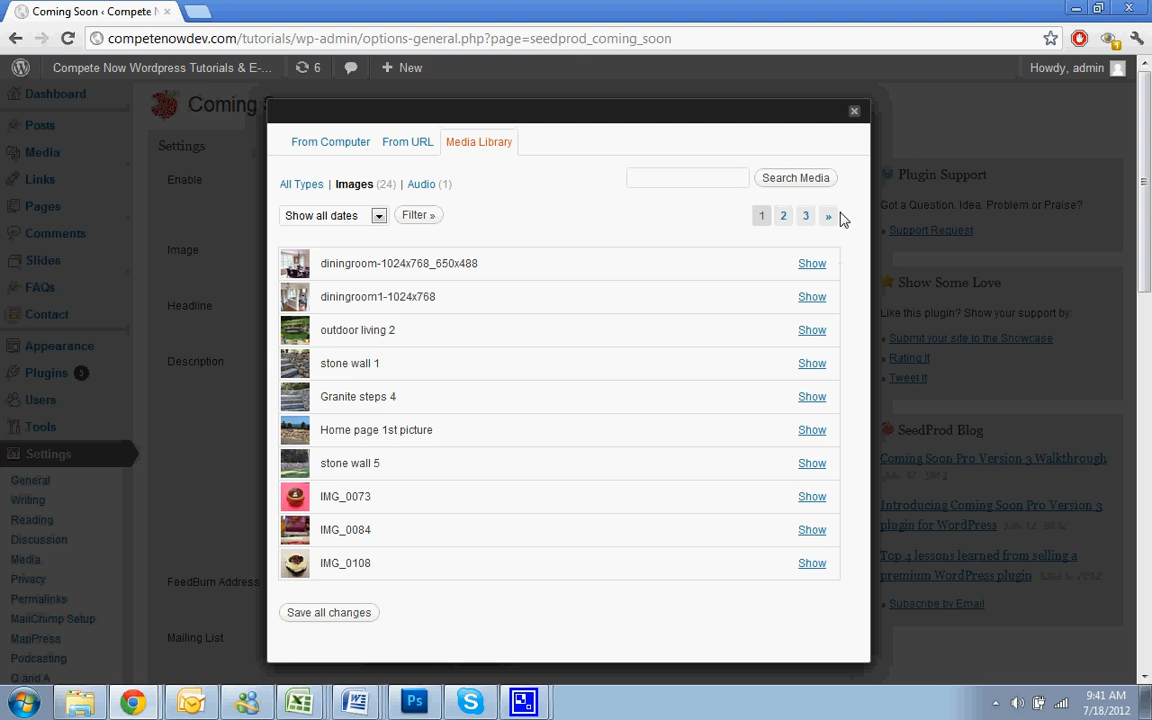 Coming Soon ‹ Compete N
competenowdev.com/tutorials/wp-admin/options-general.php?page=seedprod_coming_soon
Compete Now Wordpress Tutorials & E-... 6 + New Howdy, admin
Dashboard
Posts
Media
Links
Pages
Comments
Slides
FAQs
Contact
Appearance
Plugins 5
Users
Tools
Settings
General
Writing
Reading
Discussion
Media
Privacy
Permalinks
MailChimp Setup
MapPress
Podcasting
Q and A
Coming
Settings
Enable
Image
Headline
Description
FeedBurn Address
Mailing List
From Computer From URL Media Library
All Types | Images (24) | Audio (1)
Search Media
Show all dates Filter »
1 2 3 »
diningroom-1024x768_650x488 Show
diningroom1-1024x768 Show
outdoor living 2 Show
stone wall 1 Show
Granite steps 4 Show
Home page 1st picture Show
stone wall 5 Show
IMG_0073 Show
IMG_0084 Show
IMG_0108 Show
Save all changes
Plugin Support
Got a Question. Idea. Problem or Praise?
Support Request
Show Some Love
Like this plugin? Show your support by:
Submit your site to the Showcase
Rating It
Tweet It
SeedProd Blog
Coming Soon Pro Version 3 Walkthrough
Introducing Coming Soon Pro Version 3
plugin for WordPress
Top 4 lessons learned from selling a
premium WordPress plugin
Subscribe by Email
Ps
9:41 AM
7/18/2012